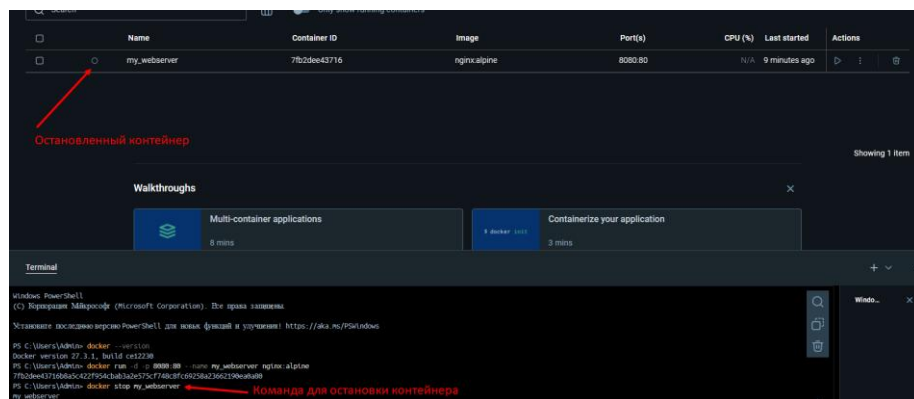 Search
Only show running containers
Name Container ID Image Port(s) CPU (%) Last started Actions
my_webserver 7fb2dee43716 nginx:alpine 8080:80 N/A 9 minutes ago
Остановленный контейнер
Showing 1 item
Walkthroughs
Multi-container applications
8 mins
$ docker init
Containerize your application
3 mins
Terminal
Windows PowerShell
(C) Корпорация Майкрософт (Microsoft Corporation). Все права защищены.
Установите последнюю версию PowerShell для новых функций и улучшения! https://aka.ms/PSWindows
PS C:\Users\Admin> docker --version
Docker version 27.3.1, build ce12230
PS C:\Users\Admin> docker run -d -p 8080:80 --name my_webserver nginx:alpine
PS C:\Users\Admin> docker stop my_webserver
Команда для остановки контейнера
my_webserver
Windo...